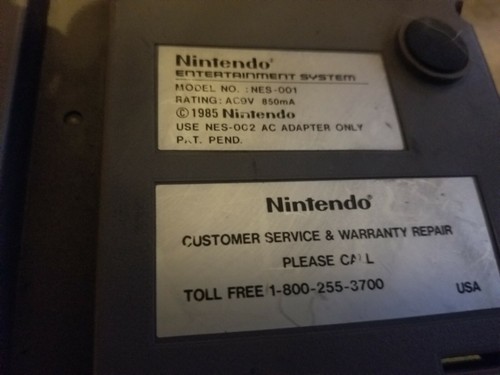 Nintendo®
ENTERTAINMENT SYSTEM
MODEL NO. : NES-001
RATING: AC9V 850mA
©1985 Nintendo
USE NES-002 AC ADAPTER ONLY
PAT. PEND.
Nintendo®
CUSTOMER SERVICE & WARRANTY REPAIR
PLEASE CALL
TOLL FREE 1-800-255-3700 USA